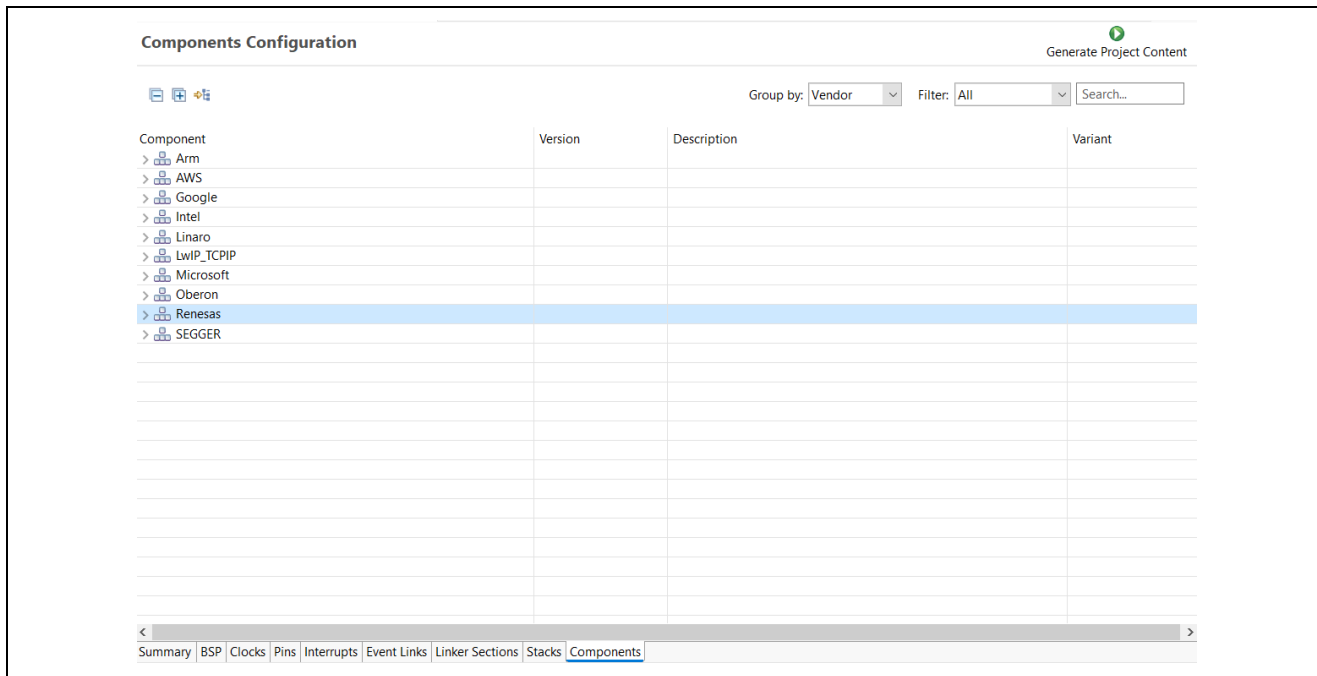 Components Configuration
Generate Project Content
Group by: Vendor Filter: All Search...
Component Version Description Variant
Arm
AWS
Google
Intel
Linaro
LwIP_TCPIP
Microsoft
Oberon
Renesas
SEGGER
Summary BSP Clocks Pins Interrupts Event Links Linker Sections Stacks Components